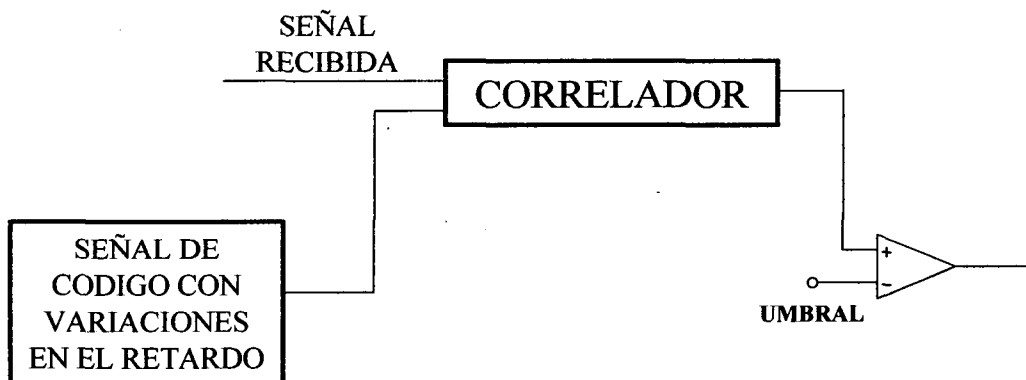 SEÑAL
RECIBIDA
CORRELADOR
SEÑAL DE
CODIGO CON
VARIACIONES
EN EL RETARDO
+
-
UMBRAL